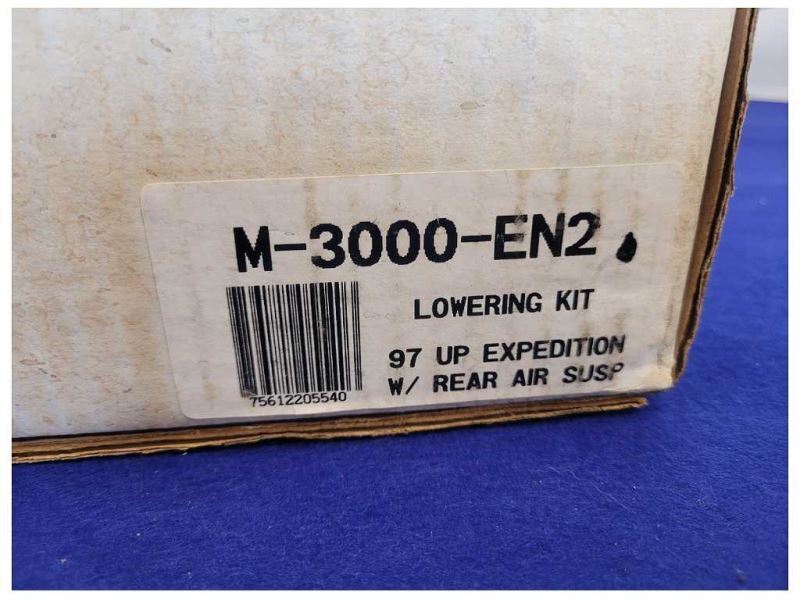 M-3000-EN2
LOWERING KIT
97 UP EXPEDITION
W/ REAR AIR SUSP
75612205540